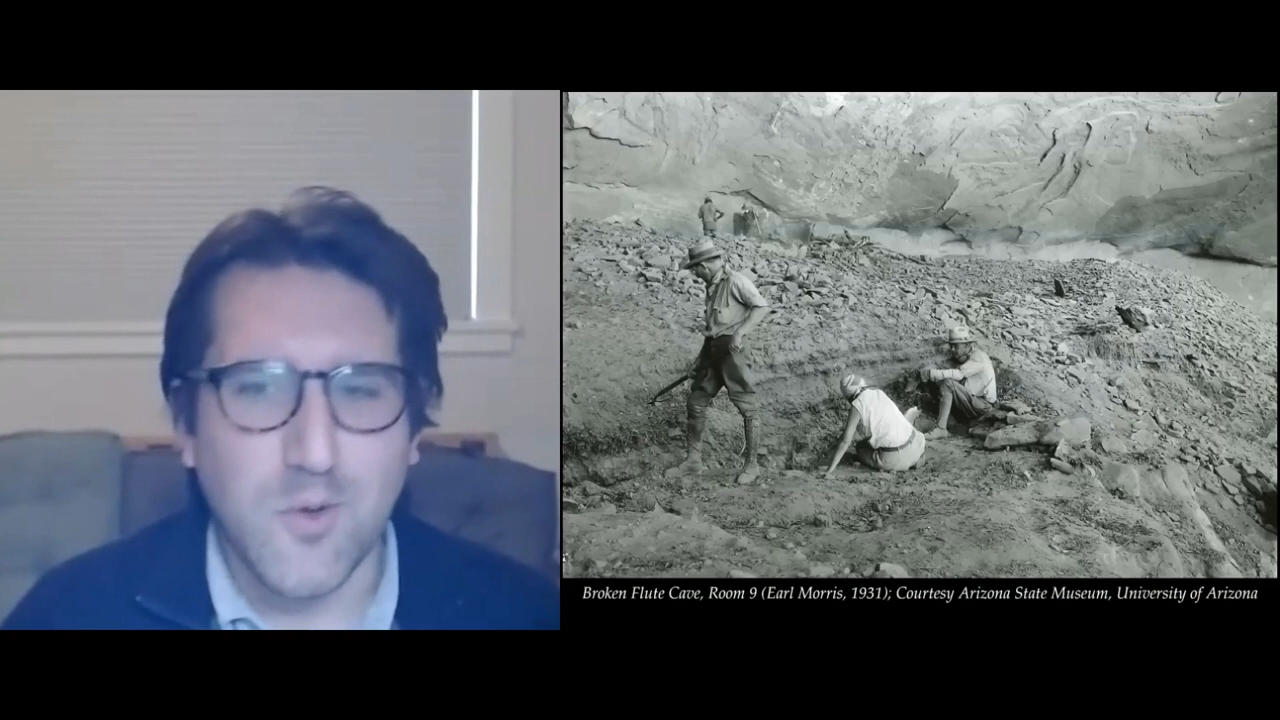 Broken Flute Cave, Room 9 (Earl Morris, 1931); Courtesy Arizona State Museum, University of Arizona